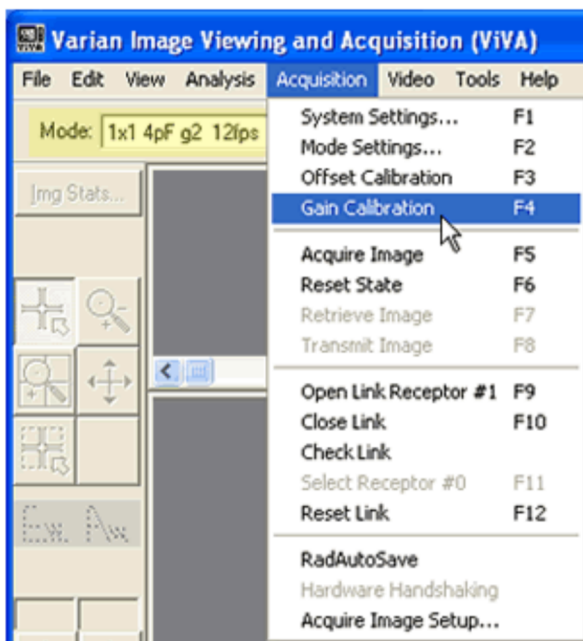 Varian Image Viewing and Acquisition (ViVA)
File Edit View Analysis Acquisition Video Tools Help
Mode: 1x1 4pF g2 12fps
Img Stats...
System Settings... F1
Mode Settings... F2
Offset Calibration F3
Gain Calibration F4
Acquire Image F5
Reset State F6
Retrieve Image F7
Transmit Image F8
Open Link Receptor #1 F9
Close Link F10
Check Link
Select Receptor #0 F11
Reset Link F12
RadAutoSave
Hardware Handshaking
Acquire Image Setup...